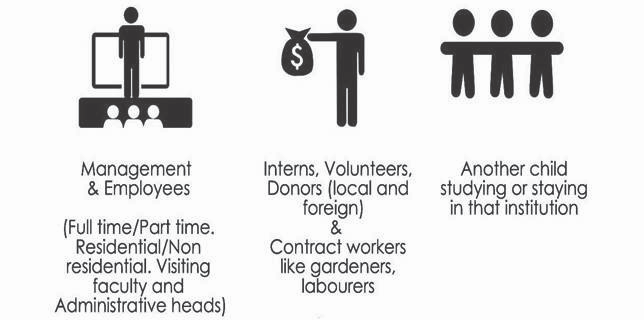 $
Management
& Employees
(Full time/Part time.
Residential/Non
residential. Visiting
faculty and
Administrative heads)
Interns, Volunteers,
Donors (local and
foreign)
&
Contract workers
like gardeners,
labourers
Another child
studying or staying
in that institution